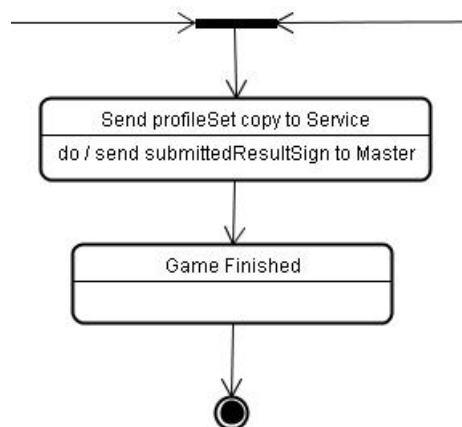 Send profileSet copy to Service
do / send submittedResultSign to Master
Game Finished